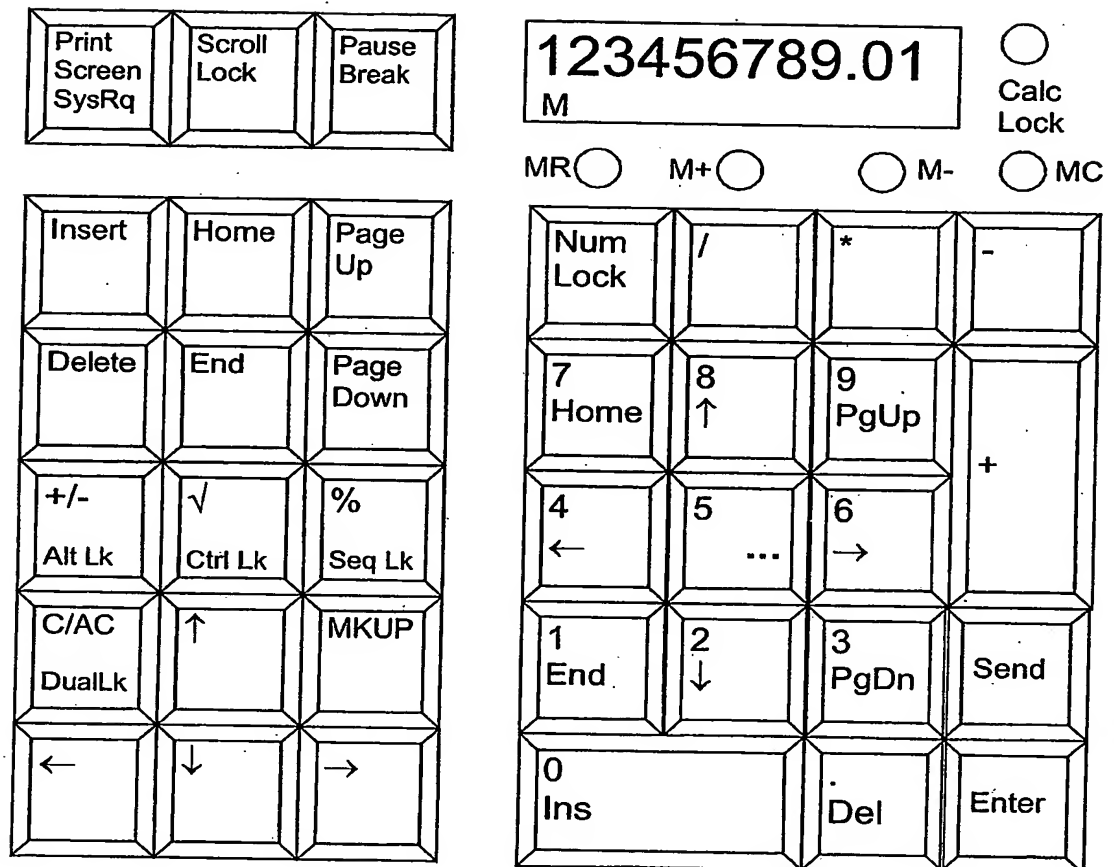 Print
Screen
SysRq
Scroll
Lock
Pause
Break
123456789.01
M
Calc
Lock
MR
M+
M-
MC
Insert
Home
Page
Up
Delete
End
Page
Down
+/-
Alt Lk
√
Ctrl Lk
%
Seq Lk
C/AC
DualLk
↑
MKUP
←
↓
→
Num
Lock
/
*
-
7
Home
8
↑
9
PgUp
+
4
←
5
...
6
→
1
End
2
↓
3
PgDn
Send
0
Ins
.
Del
Enter